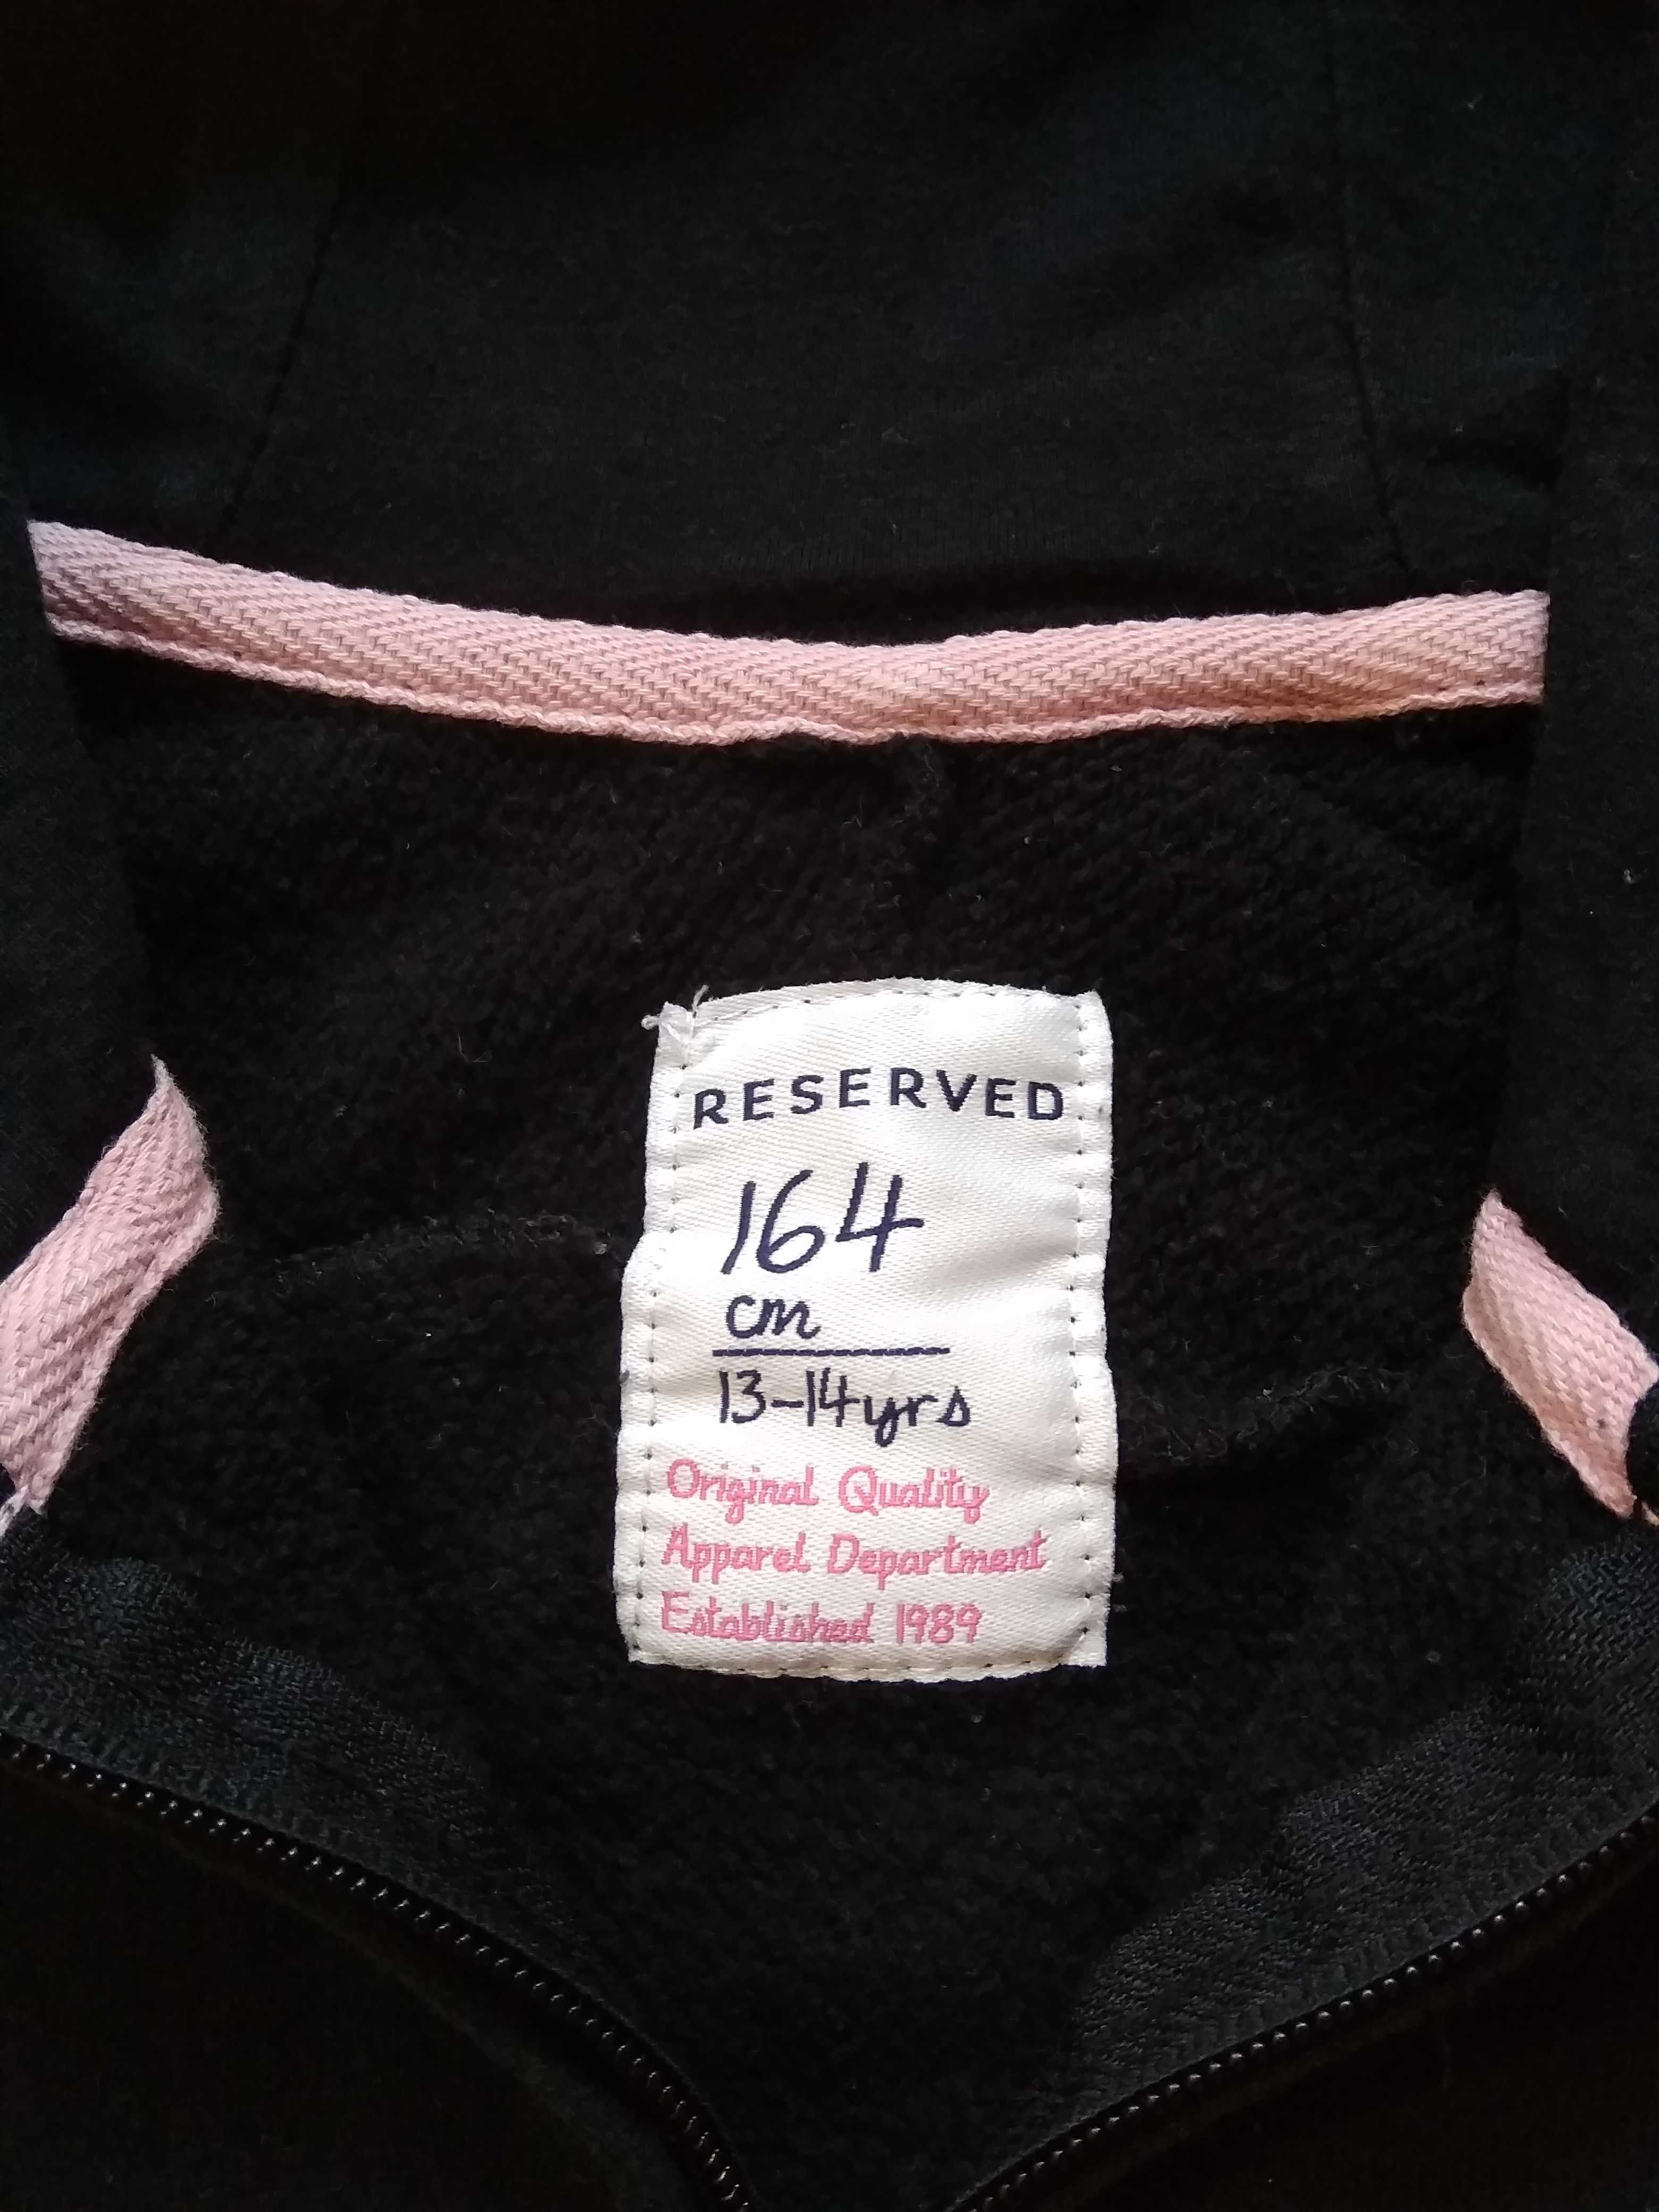 RESERVED
164
cm
13-14yrs
Original Quality
Apparel Department
Established 1989